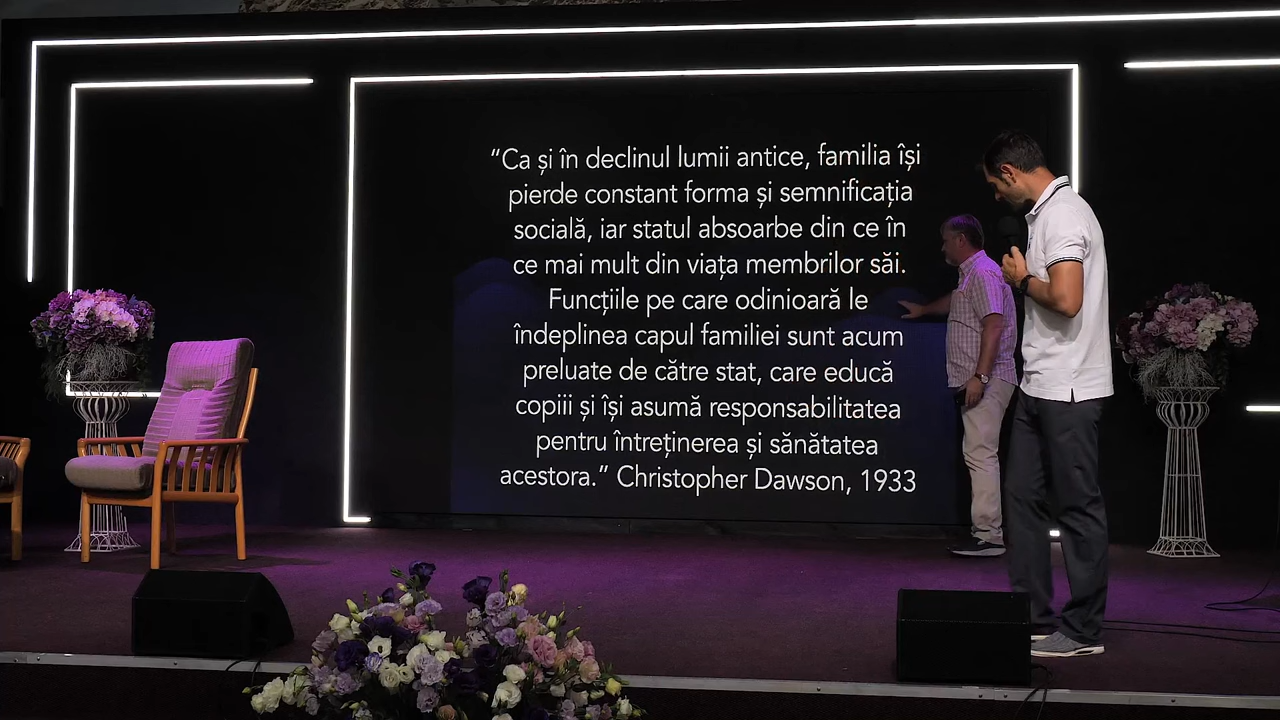 “Ca și în declinul lumii antice, familia își
pierde constant forma și semnificația
socială, iar statul absoarbe din ce în
ce mai mult din viața membrilor săi.
Funcțiile pe care odinioară le
îndeplinea capul familiei sunt acum
preluate de către stat, care educă
copiii și își asumă responsabilitatea
pentru întreținerea și sănătatea
acestora.” Christopher Dawson, 1933